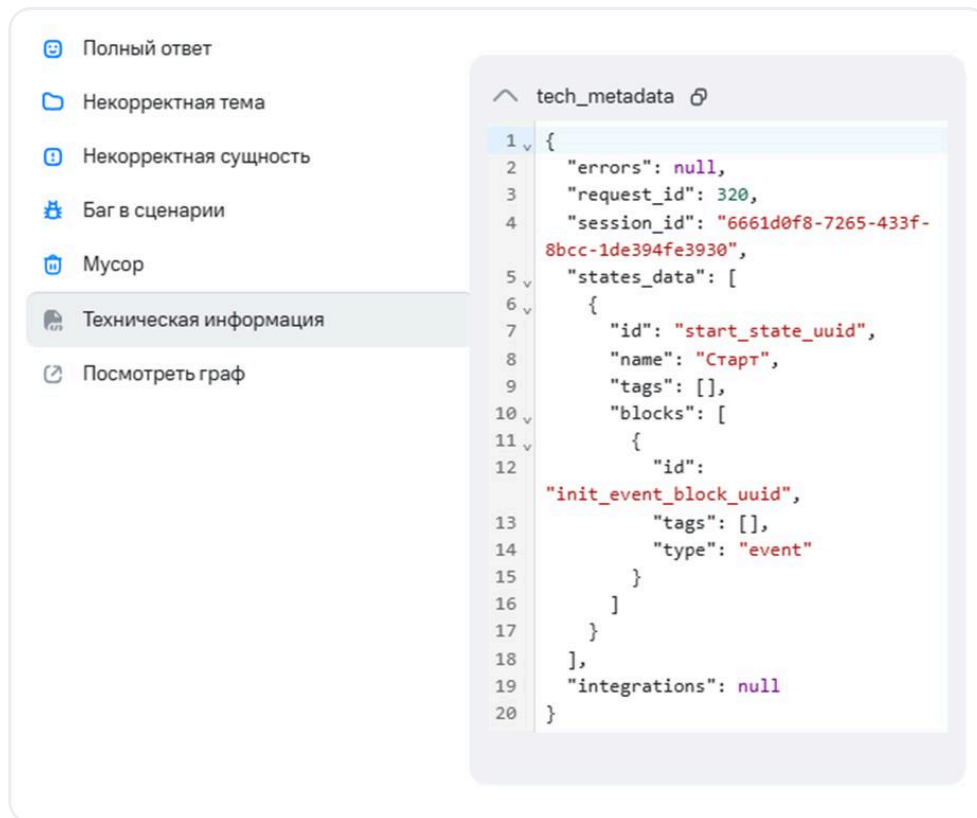 Полный ответ
Некорректная тема
Некорректная сущность
Баг в сценарии
Мусор
Техническая информация
Посмотреть граф
tech_metadata
1 {
2 "errors": null,
3 "request_id": 320,
4 "session_id": "6661d0f8-7265-433f-
8bcc-1de394fe3930",
5 "states_data": [
6 {
7 "id": "start_state_uuid",
8 "name": "Старт",
9 "tags": [],
10 "blocks": [
11 {
12 "id":
"init_event_block_uuid",
13 "tags": [],
14 "type": "event"
15 }
16 ]
17 }
18 ],
19 "integrations": null
20 }